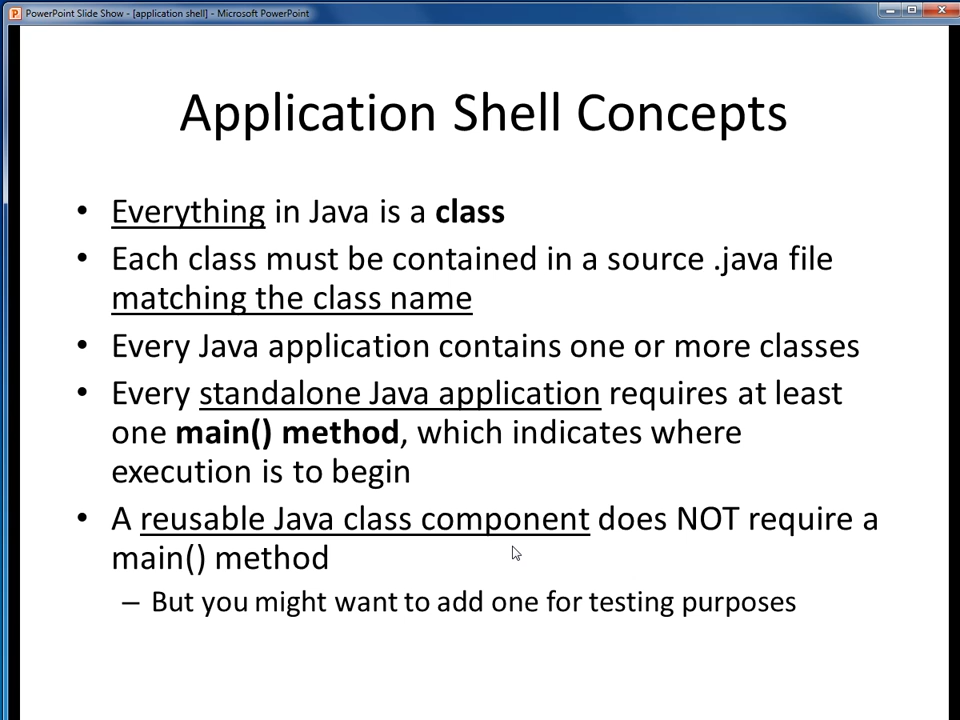 PowerPoint Slide Show - [application shell] - Microsoft PowerPoint
Application Shell Concepts
• Everything in Java is a class
• Each class must be contained in a source .java file
matching the class name
• Every Java application contains one or more classes
• Every standalone Java application requires at least
one main() method, which indicates where
execution is to begin
• A reusable Java class component does NOT require a
main() method
– But you might want to add one for testing purposes